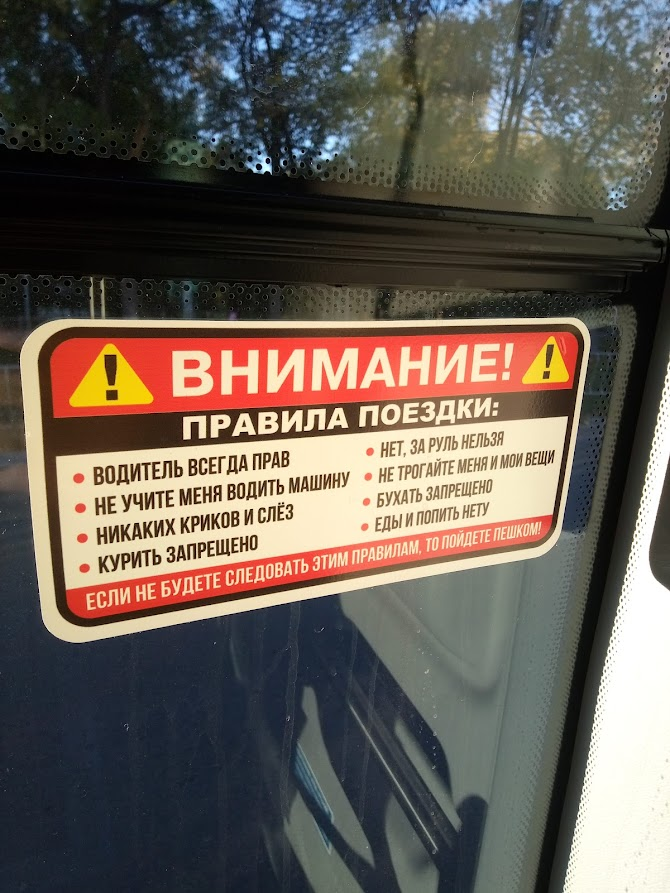 ВНИМАНИЕ!
ПРАВИЛА ПОЕЗДКИ:
• ВОДИТЕЛЬ ВСЕГДА ПРАВ
• НЕ УЧИТЕ МЕНЯ ВОДИТЬ МАШИНУ
• НИКАКИХ КРИКОВ И СЛЁЗ
• КУРИТЬ ЗАПРЕЩЕНО
• НЕТ, ЗА РУЛЬ НЕЛЬЗЯ
• НЕ ТРОГАЙТЕ МЕНЯ И МОИ ВЕЩИ
• БУХАТЬ ЗАПРЕЩЕНО
• ЕДЫ И ПОПИТЬ НЕТУ
ЕСЛИ НЕ БУДЕТЕ СЛЕДОВАТЬ ЭТИМ ПРАВИЛАМ, ТО ПОЙДЕТЕ ПЕШКОМ!